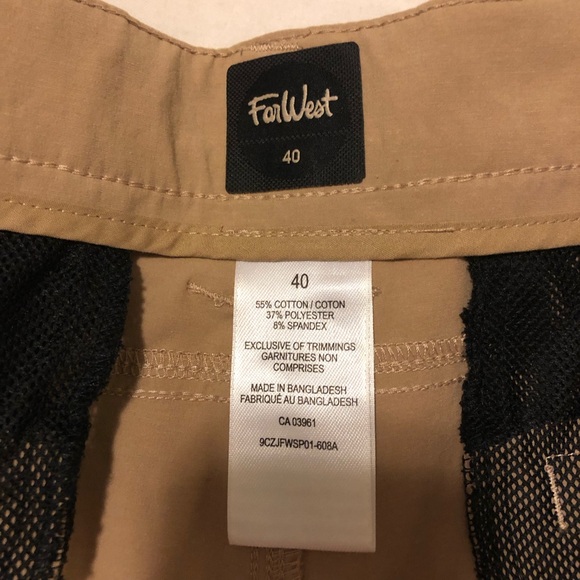 FarWest
40
40
55% COTTON / COTON
37% POLYESTER
8% SPANDEX
EXCLUSIVE OF TRIMMINGS
GARNITURES NON
COMPRISES
MADE IN BANGLADESH
FABRIQUÉ AU BANGLADESH
CA 03961
9CZJFWSP01-608A